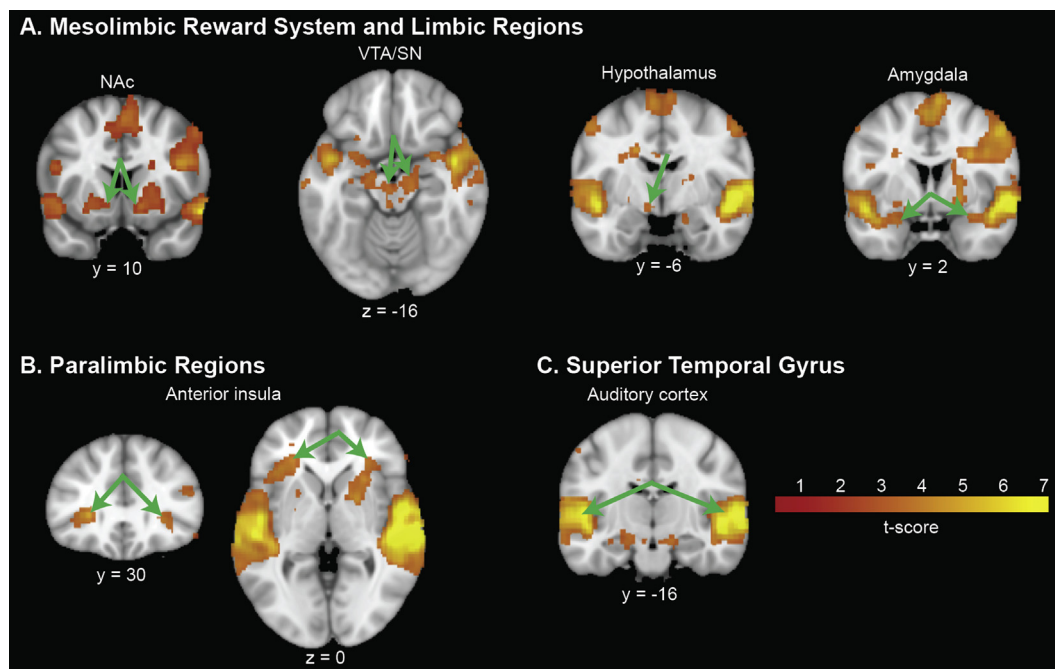 A. Mesolimbic Reward System and Limbic Regions
NAc
VTA/SN
Hypothalamus
Amygdala
y = 10
z = -16
y = -6
y = 2
B. Paralimbic Regions
Anterior insula
y = 30
z = 0
C. Superior Temporal Gyrus
Auditory cortex
y = -16
1 2 3 4 5 6 7
t-score